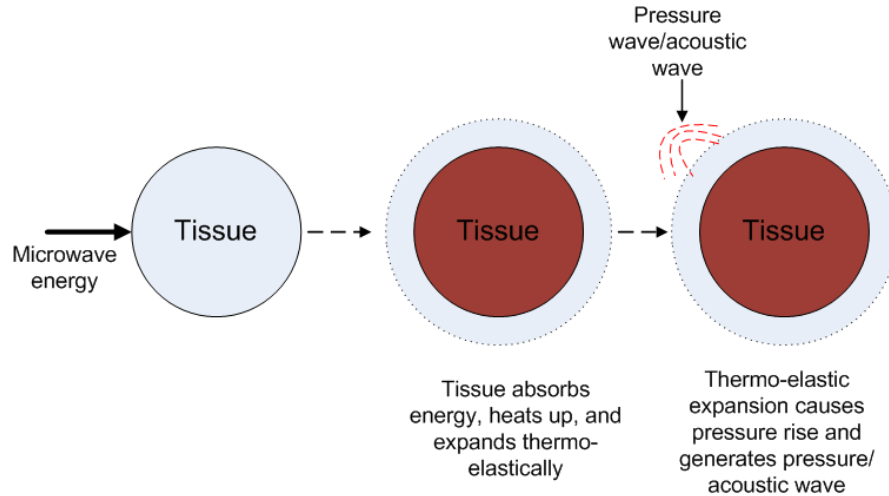 Pressure
wave/acoustic
wave
Tissue
Tissue
Tissue
Microwave
energy
Tissue absorbs
energy, heats up, and
expands thermo-
elastically
Thermo-elastic
expansion causes
pressure rise and
generates pressure/
acoustic wave